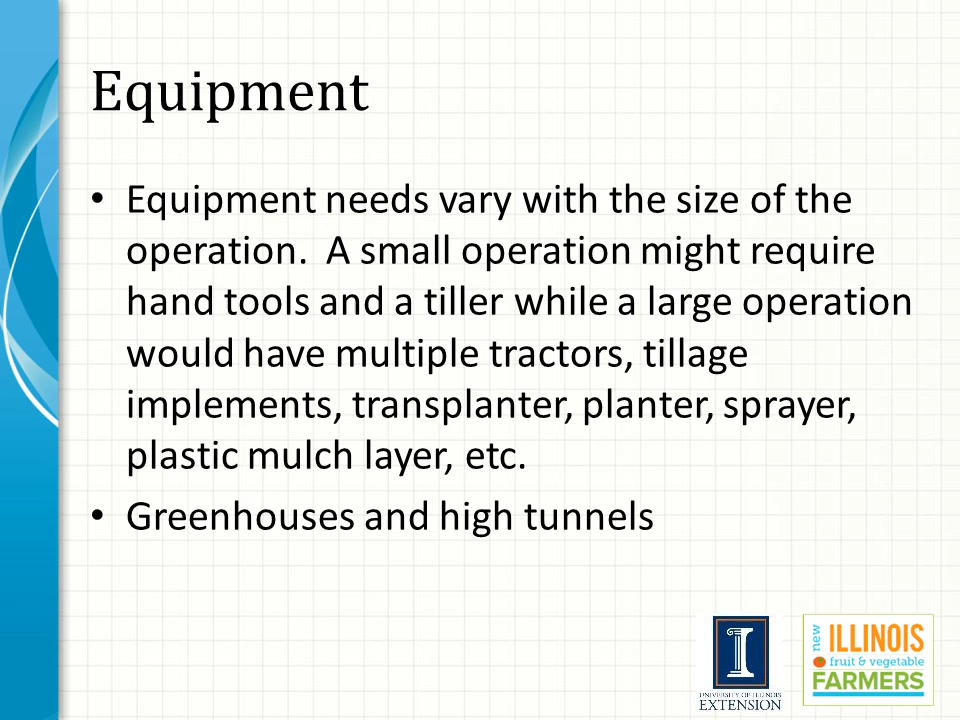 Equipment
• Equipment needs vary with the size of the
operation.  A small operation might require
hand tools and a tiller while a large operation
would have multiple tractors, tillage
implements, transplanter, planter, sprayer,
plastic mulch layer, etc.
• Greenhouses and high tunnels
I
UNIVERSITY OF ILLINOIS
EXTENSION
new
ILLINOIS
fruit & vegetable
FARMERS